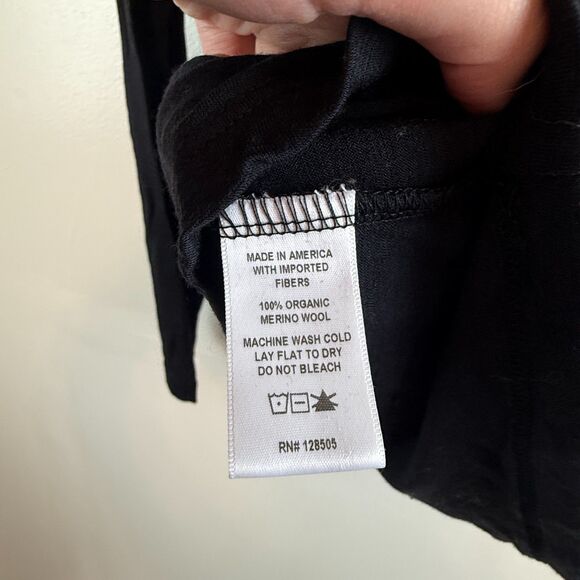 MADE IN AMERICA
WITH IMPORTED
FIBERS
100% ORGANIC
MERINO WOOL
MACHINE WASH COLD
LAY FLAT TO DRY
DO NOT BLEACH
RN# 128505